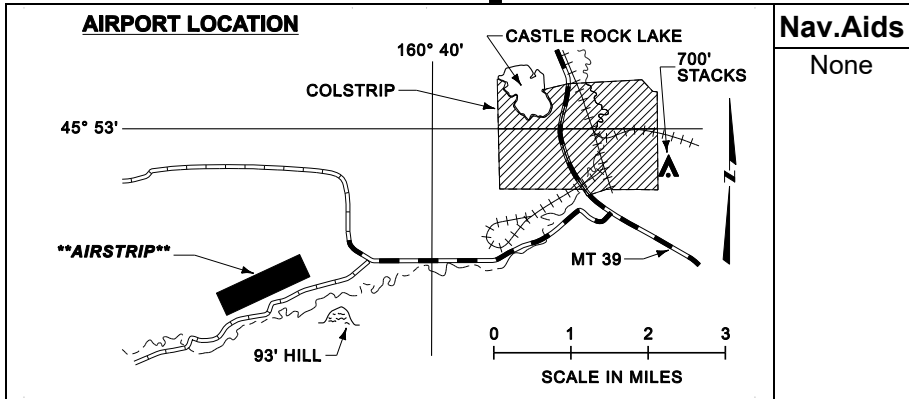 AIRPORT LOCATION
Nav.Aids
None
160° 40'
CASTLE ROCK LAKE
700'
STACKS
COLSTRIP
45° 53'
N
**AIRSTRIP**
MT 39
93' HILL
0 1 2 3
SCALE IN MILES